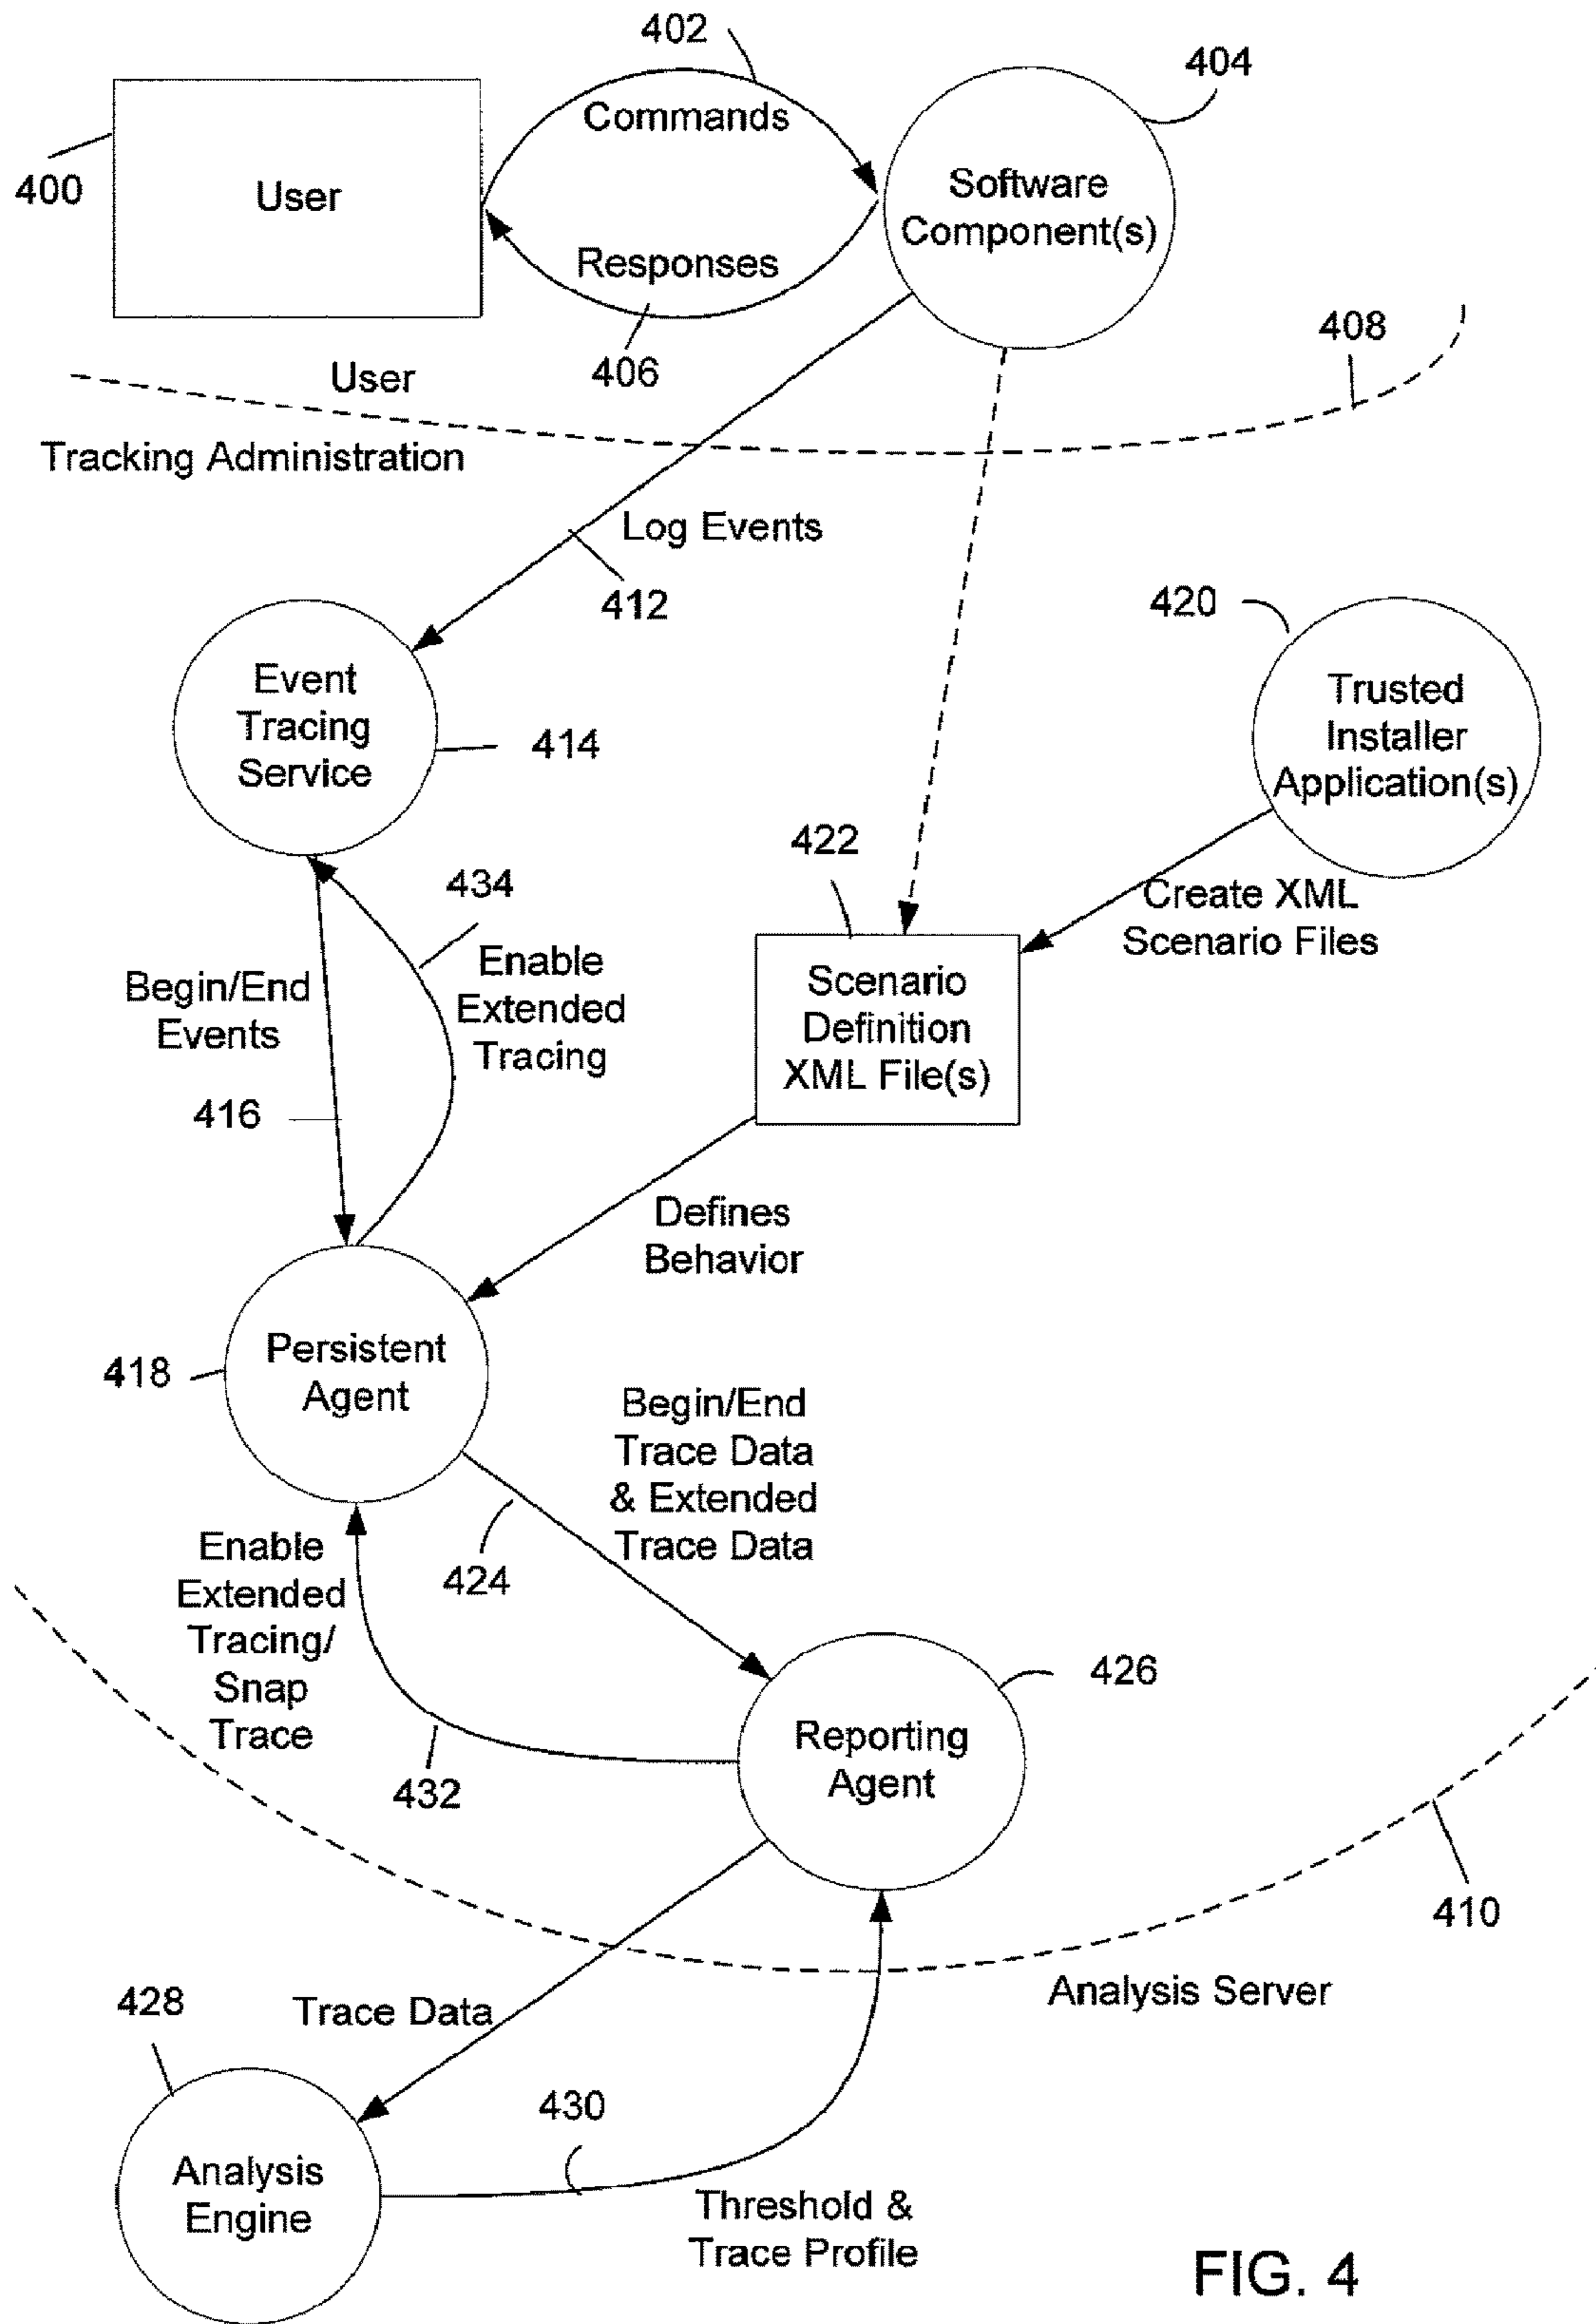 402
404
Commands
400
User
Software
Component(s)
Responses
408
406
User
Tracking Administration
Log Events
412
420
Event
Tracing
Service
414
Trusted
Installer
Application(s)
422
434
Create XML
Scenario Files
Begin/End
Events
Enable
Extended
Tracing
Scenario
Definition
XML File(s)
416
Defines
Behavior
418
Persistent
Agent
Begin/End
Trace Data
& Extended
Trace Data
Enable
Extended
Tracing/
Snap
Trace
424
426
Reporting
Agent
432
410
Analysis Server
428
Trace Data
430
Analysis
Engine
Threshold &
Trace Profile
FIG. 4